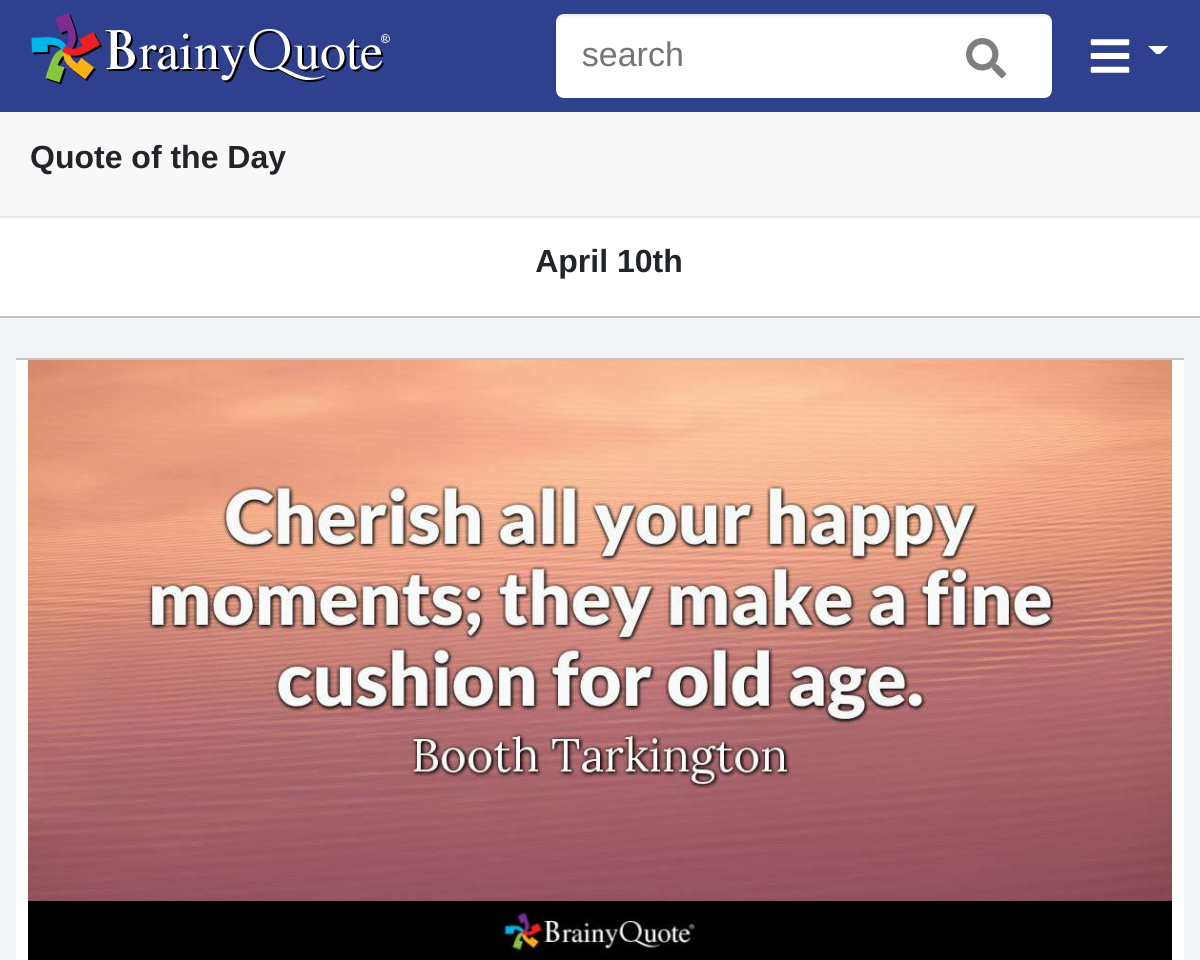 BrainyQuote®
search
Quote of the Day
April 10th
Cherish all your happy
moments; they make a fine
cushion for old age.
Booth Tarkington
BrainyQuote®